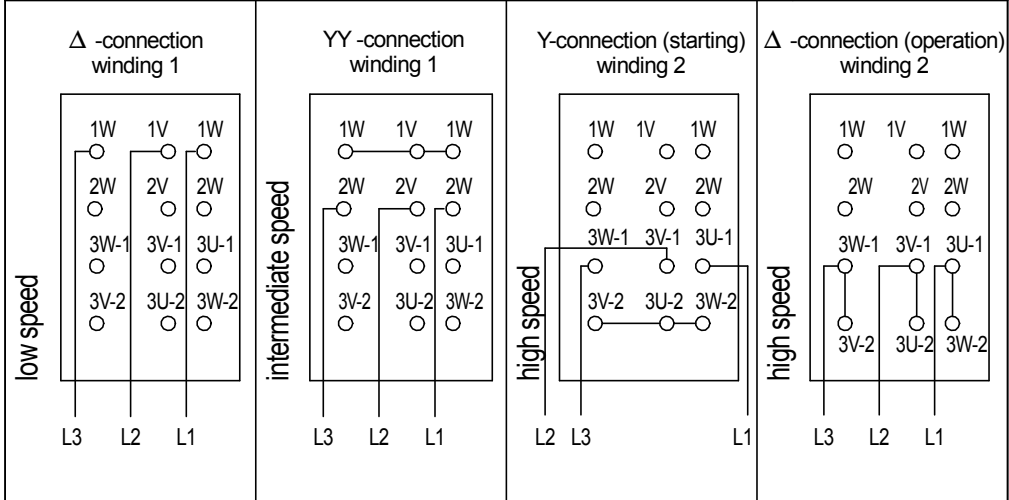 Δ -connection
winding 1
1W 1V 1W
2W 2V 2W
3W-1 3V-1 3U-1
3V-2 3U-2 3W-2
low speed
L3 L2 L1
YY -connection
winding 1
1W 1V 1W
2W 2V 2W
3W-1 3V-1 3U-1
3V-2 3U-2 3W-2
intermediate speed
L3 L2 L1
Y-connection (starting)
winding 2
1W 1V 1W
2W 2V 2W
3W-1 3V-1 3U-1
3V-2 3U-2 3W-2
high speed
L2 L3 L1
Δ -connection (operation)
winding 2
1W 1V 1W
2W 2V 2W
3W-1 3V-1 3U-1
3V-2 3U-2 3W-2
high speed
L3 L2 L1